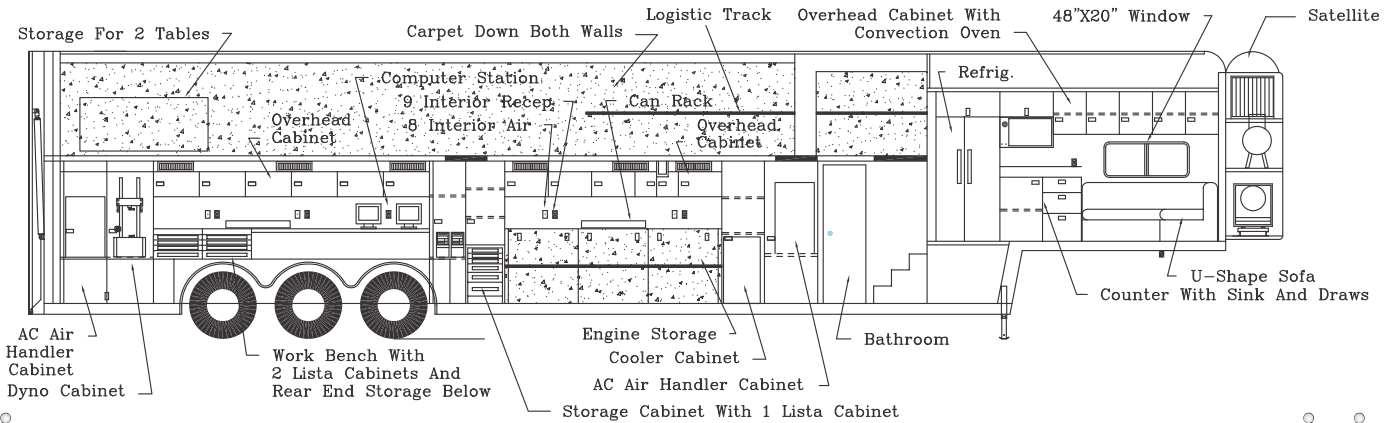 Storage For 2 Tables
Carpet Down Both Walls
Logistic Track
Overhead Cabinet With
Convection Oven
48"X20" Window
Satellite
Computer Station
9 Interior Recep
8 Interior Air
Can Rack
Overhead
Cabinet
Overhead
Cabinet
Refrig.
U-Shape Sofa
Counter With Sink And Draws
AC Air
Handler
Cabinet
Dyno Cabinet
Work Bench With
2 Lista Cabinets And
Rear End Storage Below
Engine Storage
Cooler Cabinet
AC Air Handler Cabinet
Storage Cabinet With 1 Lista Cabinet
Bathroom